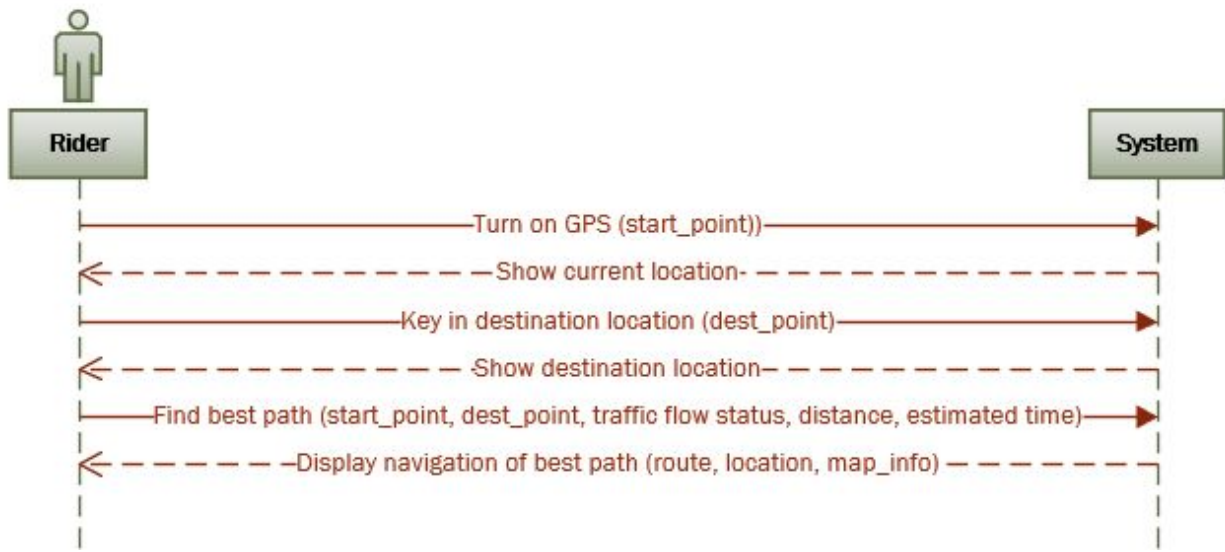 Rider
System
Turn on GPS (start_point))
Show current location
Key in destination location (dest_point)
Show destination location
Find best path (start_point, dest_point, traffic flow status, distance, estimated time)
Display navigation of best path (route, location, map_info)